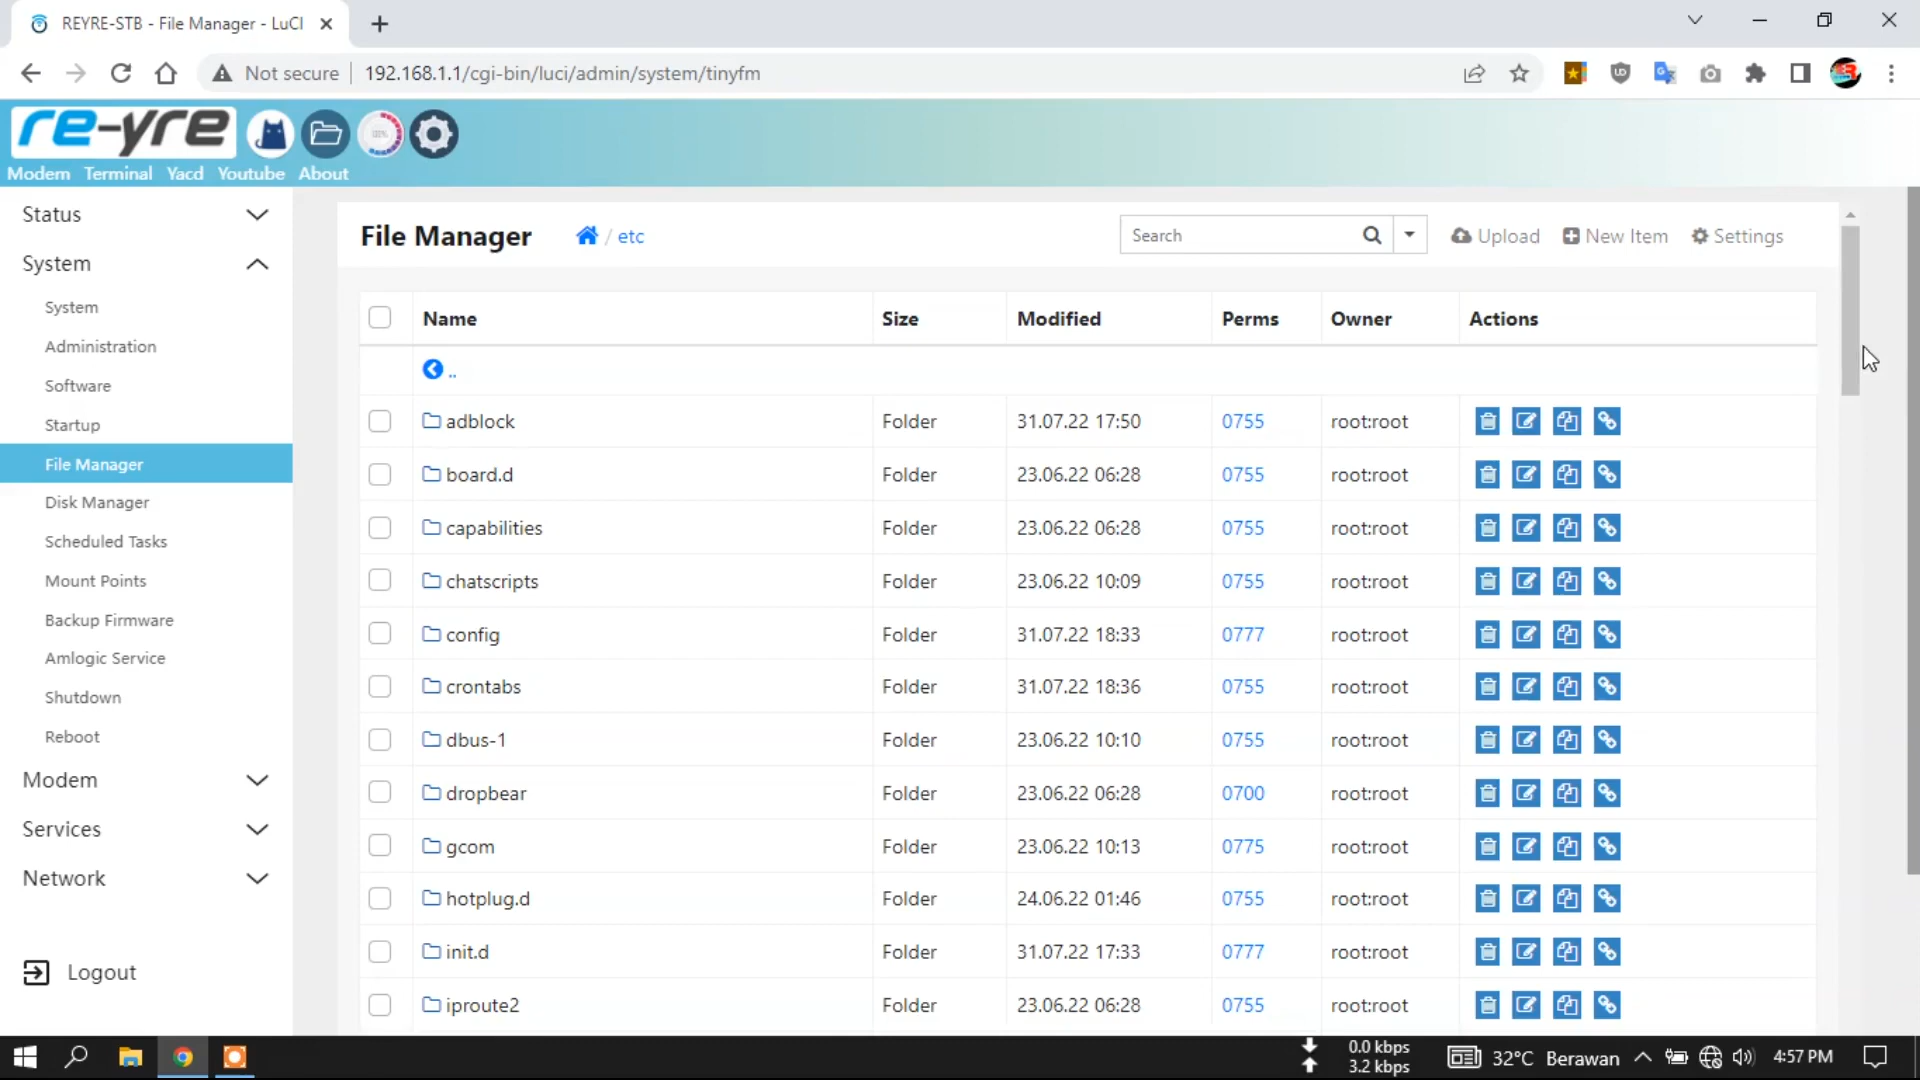 REYRE-STB - File Manager - LuCI
Not secure 192.168.1.1/cgi-bin/luci/admin/system/tinyfm
re-yre
Modem Terminal Yacd Youtube About
Status
System
System
Administration
Software
Startup
File Manager
Disk Manager
Scheduled Tasks
Mount Points
Backup Firmware
Amlogic Service
Shutdown
Reboot
Modem
Services
Network
Logout
File Manager / etc Search Upload New Item Settings
Name Size Modified Perms Owner Actions
..
adblock Folder 31.07.22 17:50 0755 root:root
board.d Folder 23.06.22 06:28 0755 root:root
capabilities Folder 23.06.22 06:28 0755 root:root
chatscripts Folder 23.06.22 10:09 0755 root:root
config Folder 31.07.22 18:33 0777 root:root
crontabs Folder 31.07.22 18:36 0755 root:root
dbus-1 Folder 23.06.22 10:10 0755 root:root
dropbear Folder 23.06.22 06:28 0700 root:root
gcom Folder 23.06.22 10:13 0775 root:root
hotplug.d Folder 24.06.22 01:46 0755 root:root
init.d Folder 31.07.22 17:33 0777 root:root
iproute2 Folder 23.06.22 06:28 0755 root:root
0.0 kbps
3.2 kbps
32°C Berawan 4:57 PM